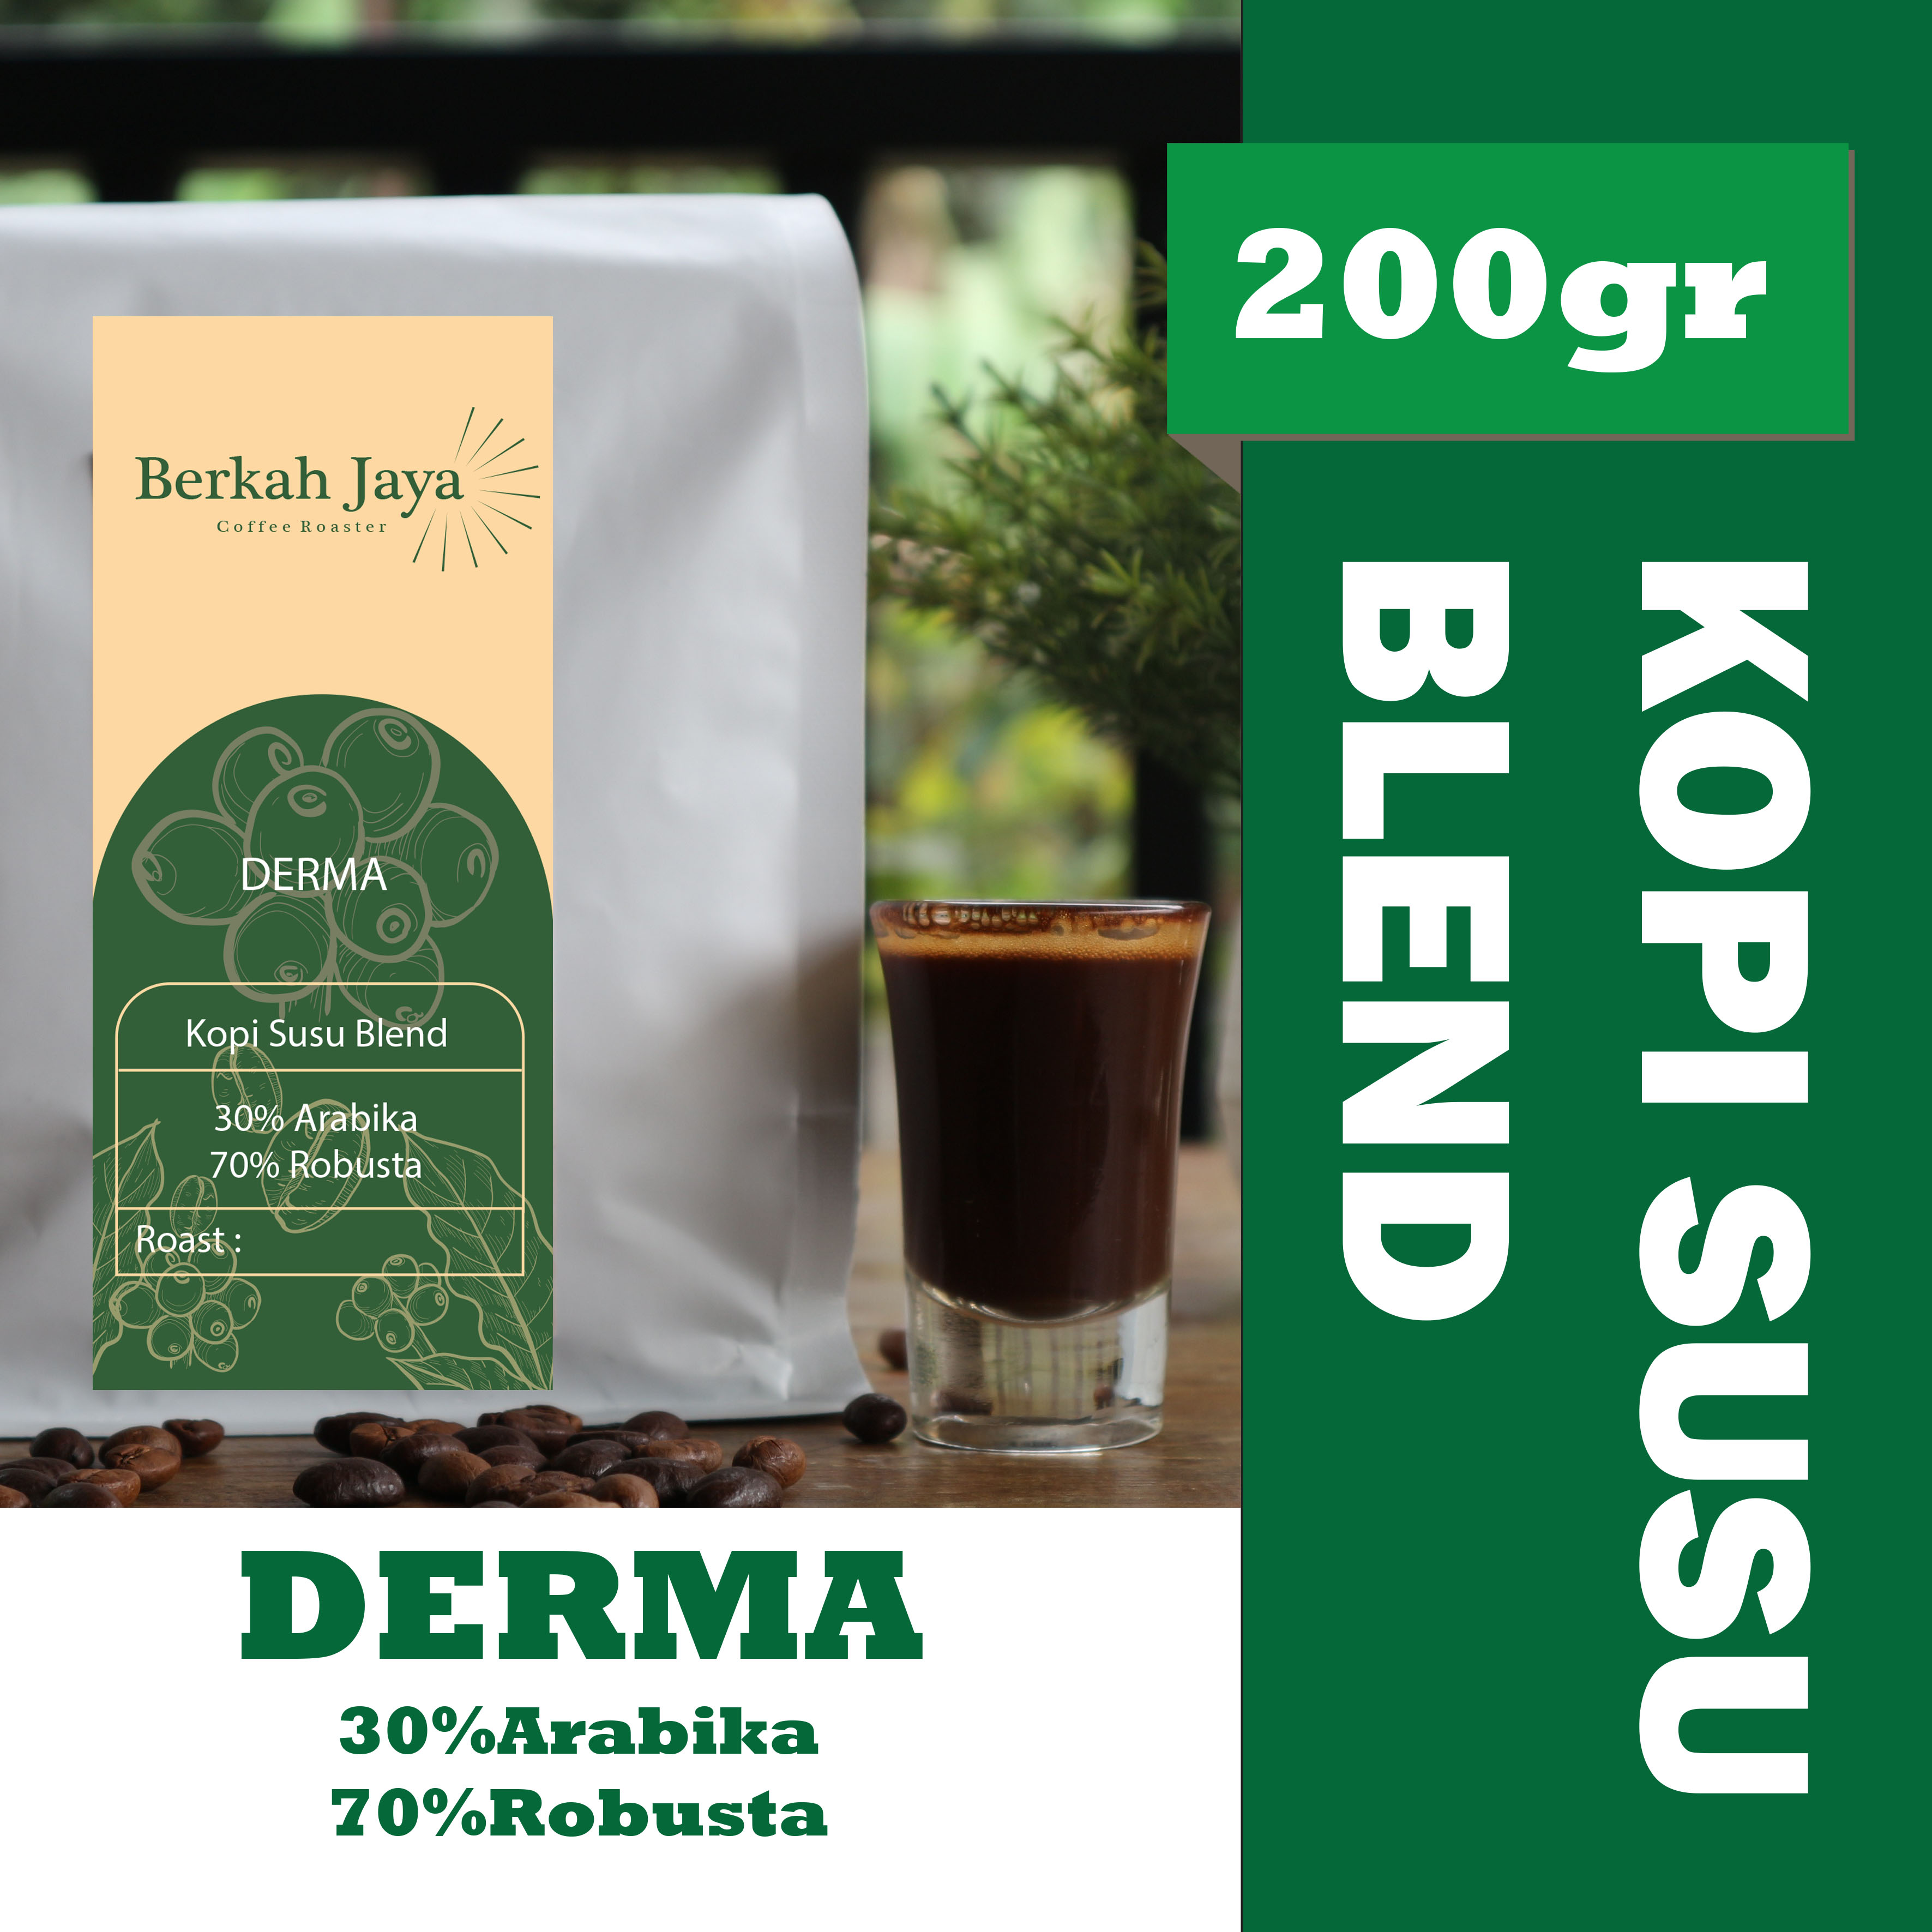 200gr
KOPI SUSU
BLEND
Berkah Jaya
Coffee Roaster
DERMA
Kopi Susu Blend
30% Arabika
70% Robusta
Roast :
DERMA
30%Arabika
70%Robusta